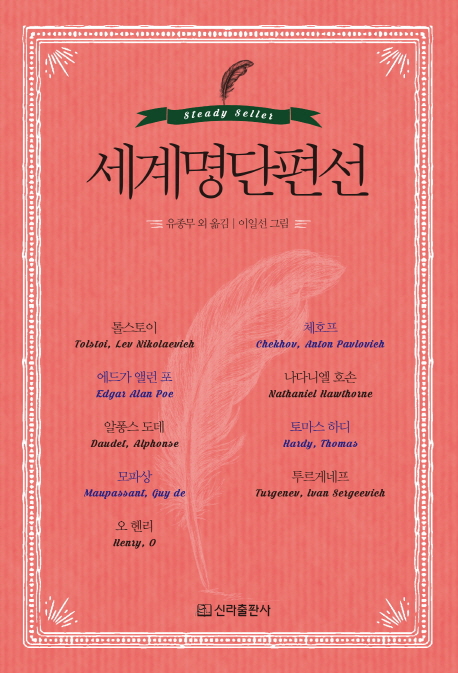 Steady Seller
세계명단편선
유종무 외 옮김 | 이일선 그림
톨스토이
Tolstoi, Lev Nikolaevich
체호프
Chekhov, Anton Pavlovich
에드가 앨런 포
Edgar Alan Poe
나다니엘 호손
Nathaniel Hawthorne
알퐁스 도데
Daudet, Alphonse
토마스 하디
Hardy, Thomas
모파상
Maupassant, Guy de
투르게네프
Turgenev, Ivan Sergeevich
오 헨리
Henry, O
신라출판사